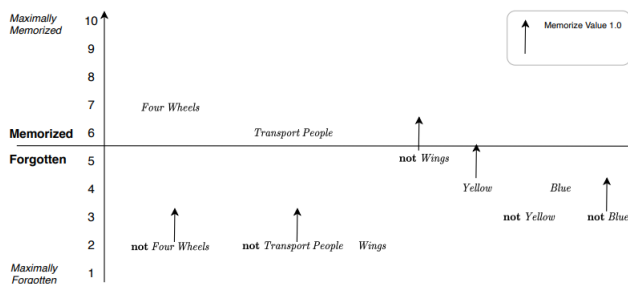 Maximally
Memorized
10
9
8
7
Memorized
6
Forgotten
5
4
3
2
1
Maximally
Forgotten
Four Wheels
Transport People
not Wings
Yellow
Blue
not Yellow
not Blue
not Four Wheels
not Transport People
Wings
Memorize Value 1.0